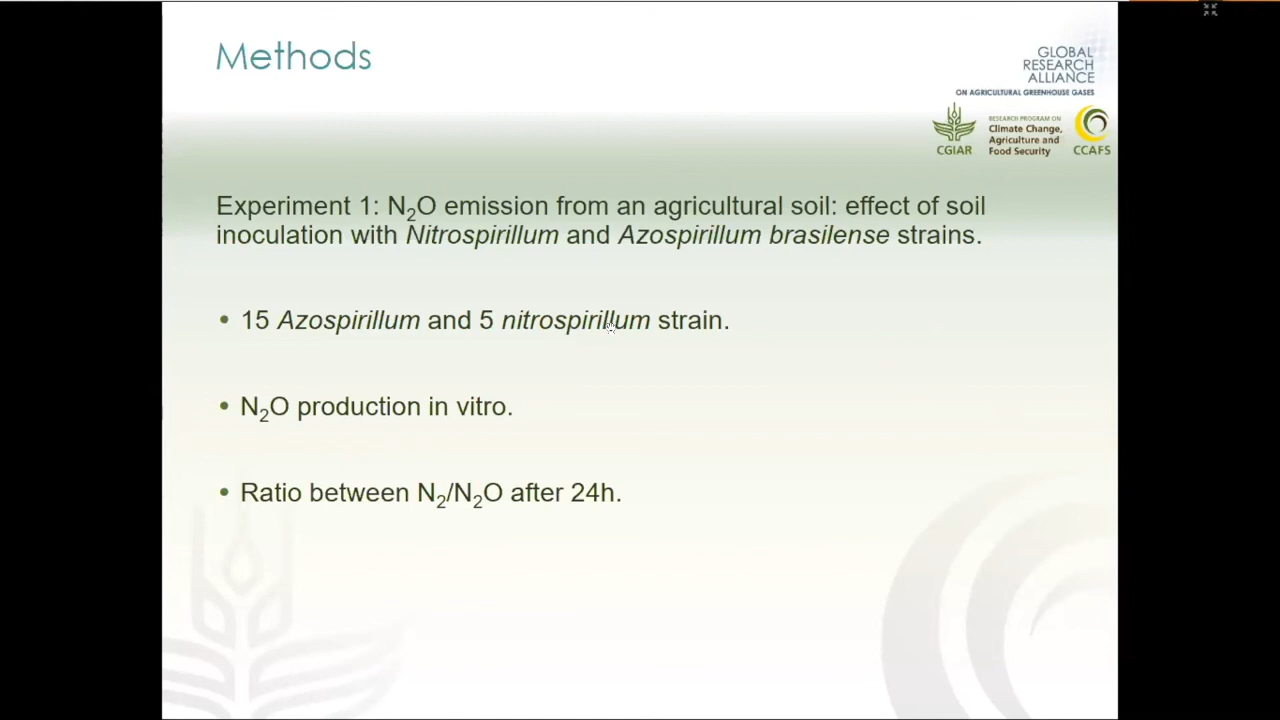 Methods
GLOBAL
RESEARCH
ALLIANCE
ON AGRICULTURAL GREENHOUSE GASES
CGIAR
RESEARCH PROGRAM ON
Climate Change,
Agriculture and
Food Security
CCAFS
Experiment 1: N₂O emission from an agricultural soil: effect of soil
inoculation with Nitrospirillum and Azospirillum brasilense strains.
• 15 Azospirillum and 5 nitrospirillum strain.
• N₂O production in vitro.
• Ratio between N₂/N₂O after 24h.